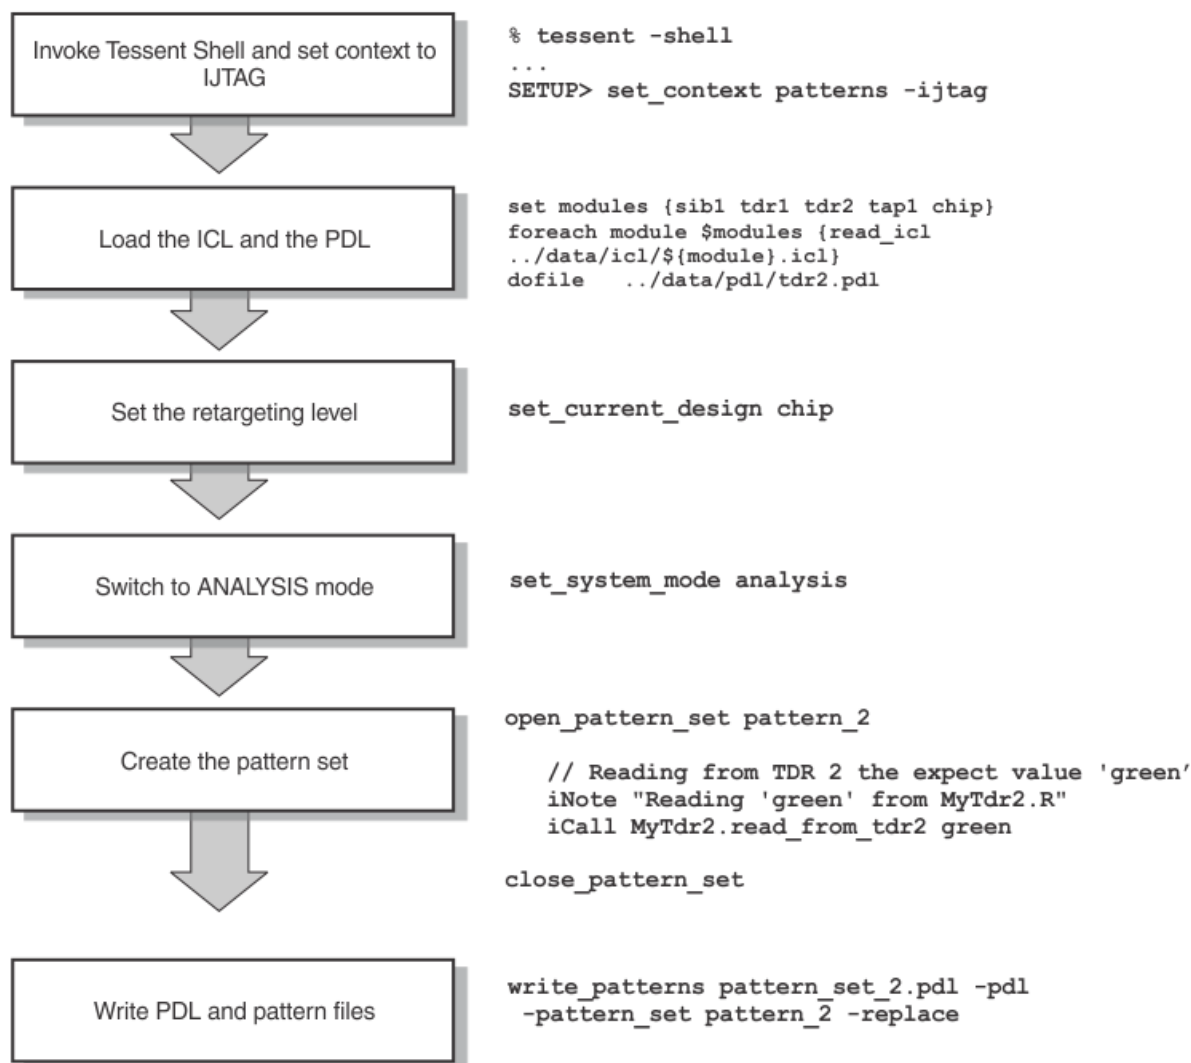 Invoke Tessent Shell and set context to
IJTAG
% tessent -shell
...
SETUP> set_context patterns -ijtag
Load the ICL and the PDL
set modules {sib1 tdr1 tdr2 tap1 chip}
foreach module $modules {read_icl
../data/icl/${module}.icl}
dofile   ../data/pdl/tdr2.pdl
Set the retargeting level
set_current_design chip
Switch to ANALYSIS mode
set_system_mode analysis
Create the pattern set
open_pattern_set pattern_2
// Reading from TDR 2 the expect value 'green’
iNote "Reading 'green' from MyTdr2.R"
iCall MyTdr2.read_from_tdr2 green
close_pattern_set
Write PDL and pattern files
write_patterns pattern_set_2.pdl -pdl
-pattern_set pattern_2 -replace